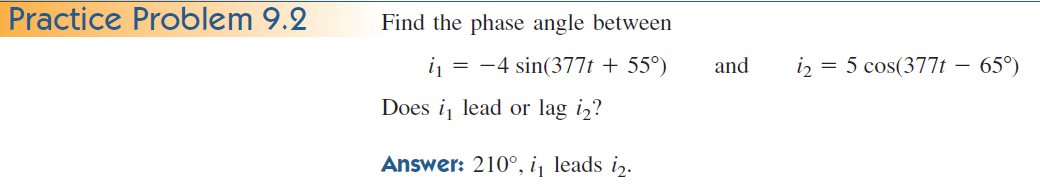 Practice Problem 9.2
Find the phase angle between
i₁ = −4 sin(377t + 55°) and i₂ = 5 cos(377t − 65°)
Does i₁ lead or lag i₂?
Answer: 210°, i₁ leads i₂.